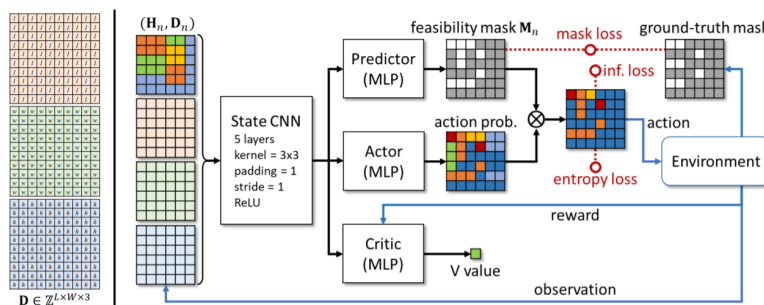 l l l l l l l l l l
l l l l l l l l l l
l l l l l l l l l l
l l l l l l l l l l
l l l l l l l l l l
l l l l l l l l l l
l l l l l l l l l l
l l l l l l l l l l
l l l l l l l l l l
l l l l l l l l l l
w w w w w w w w w w
w w w w w w w w w w
w w w w w w w w w w
w w w w w w w w w w
w w w w w w w w w w
w w w w w w w w w w
w w w w w w w w w w
w w w w w w w w w w
w w w w w w w w w w
w w w w w w w w w w
h h h h h h h h h h
h h h h h h h h h h
h h h h h h h h h h
h h h h h h h h h h
h h h h h h h h h h
h h h h h h h h h h
h h h h h h h h h h
h h h h h h h h h h
h h h h h h h h h h
h h h h h h h h h h
D ∈ ℤ^{L×W×3}
(H_n, D_n)
State CNN
5 layers
kernel = 3x3
padding = 1
stride = 1
ReLU
Predictor
(MLP)
Actor
(MLP)
Critic
(MLP)
feasibility mask M_n
action prob.
V value
mask loss
ground-truth mask
inf. loss
entropy loss
action
Environment
reward
observation